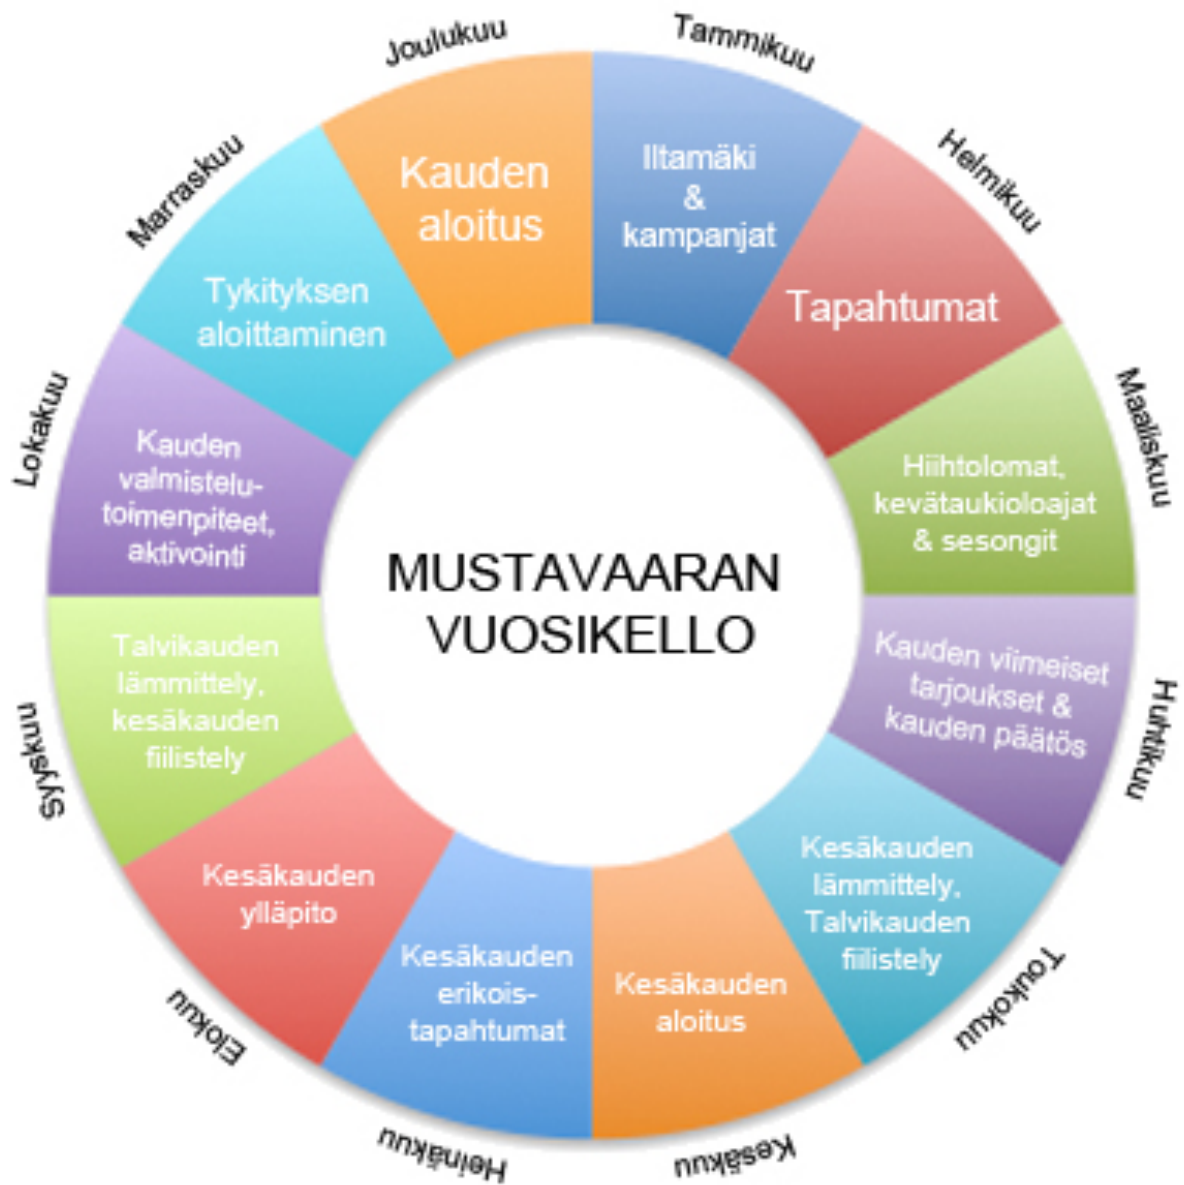 MUSTAVAARAN
VUOSIKELLO
Tammikuu
Iltamäki
&
kampanjat
Helmikuu
Tapahtumat
Maaliskuu
Hiihtolomat,
kevätaukioloajat
& sesongit
Huhtikuu
Kauden viimeiset
tarjoukset &
kauden päätös
Toukokuu
Kesäkauden
lämmittely,
Talvikauden
fiilistely
Kesäkuu
Kesäkauden
aloitus
Heinäkuu
Kesäkauden
erikois-
tapahtumat
Elokuu
Kesäkauden
ylläpito
Syyskuu
Talvikauden
lämmittely,
kesäkauden
fiilistely
Lokakuu
Kauden
valmistelu-
toimenpiteet,
aktivointi
Marraskuu
Tykityksen
aloittaminen
Joulukuu
Kauden
aloitus